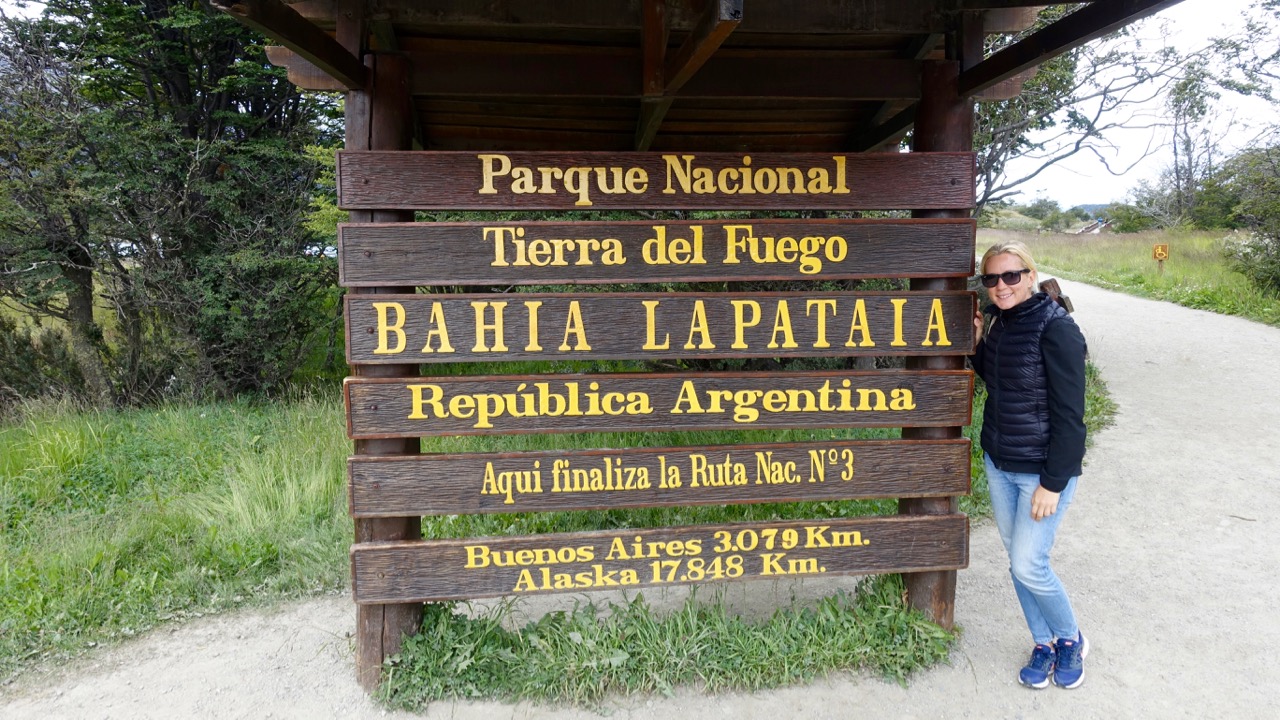 Parque Nacional
Tierra del Fuego
BAHIA LAPATAIA
República Argentina
Aqui finaliza la Ruta Nac. Nº 3
Buenos Aires 3.079 Km.
Alaska 17.848 Km.